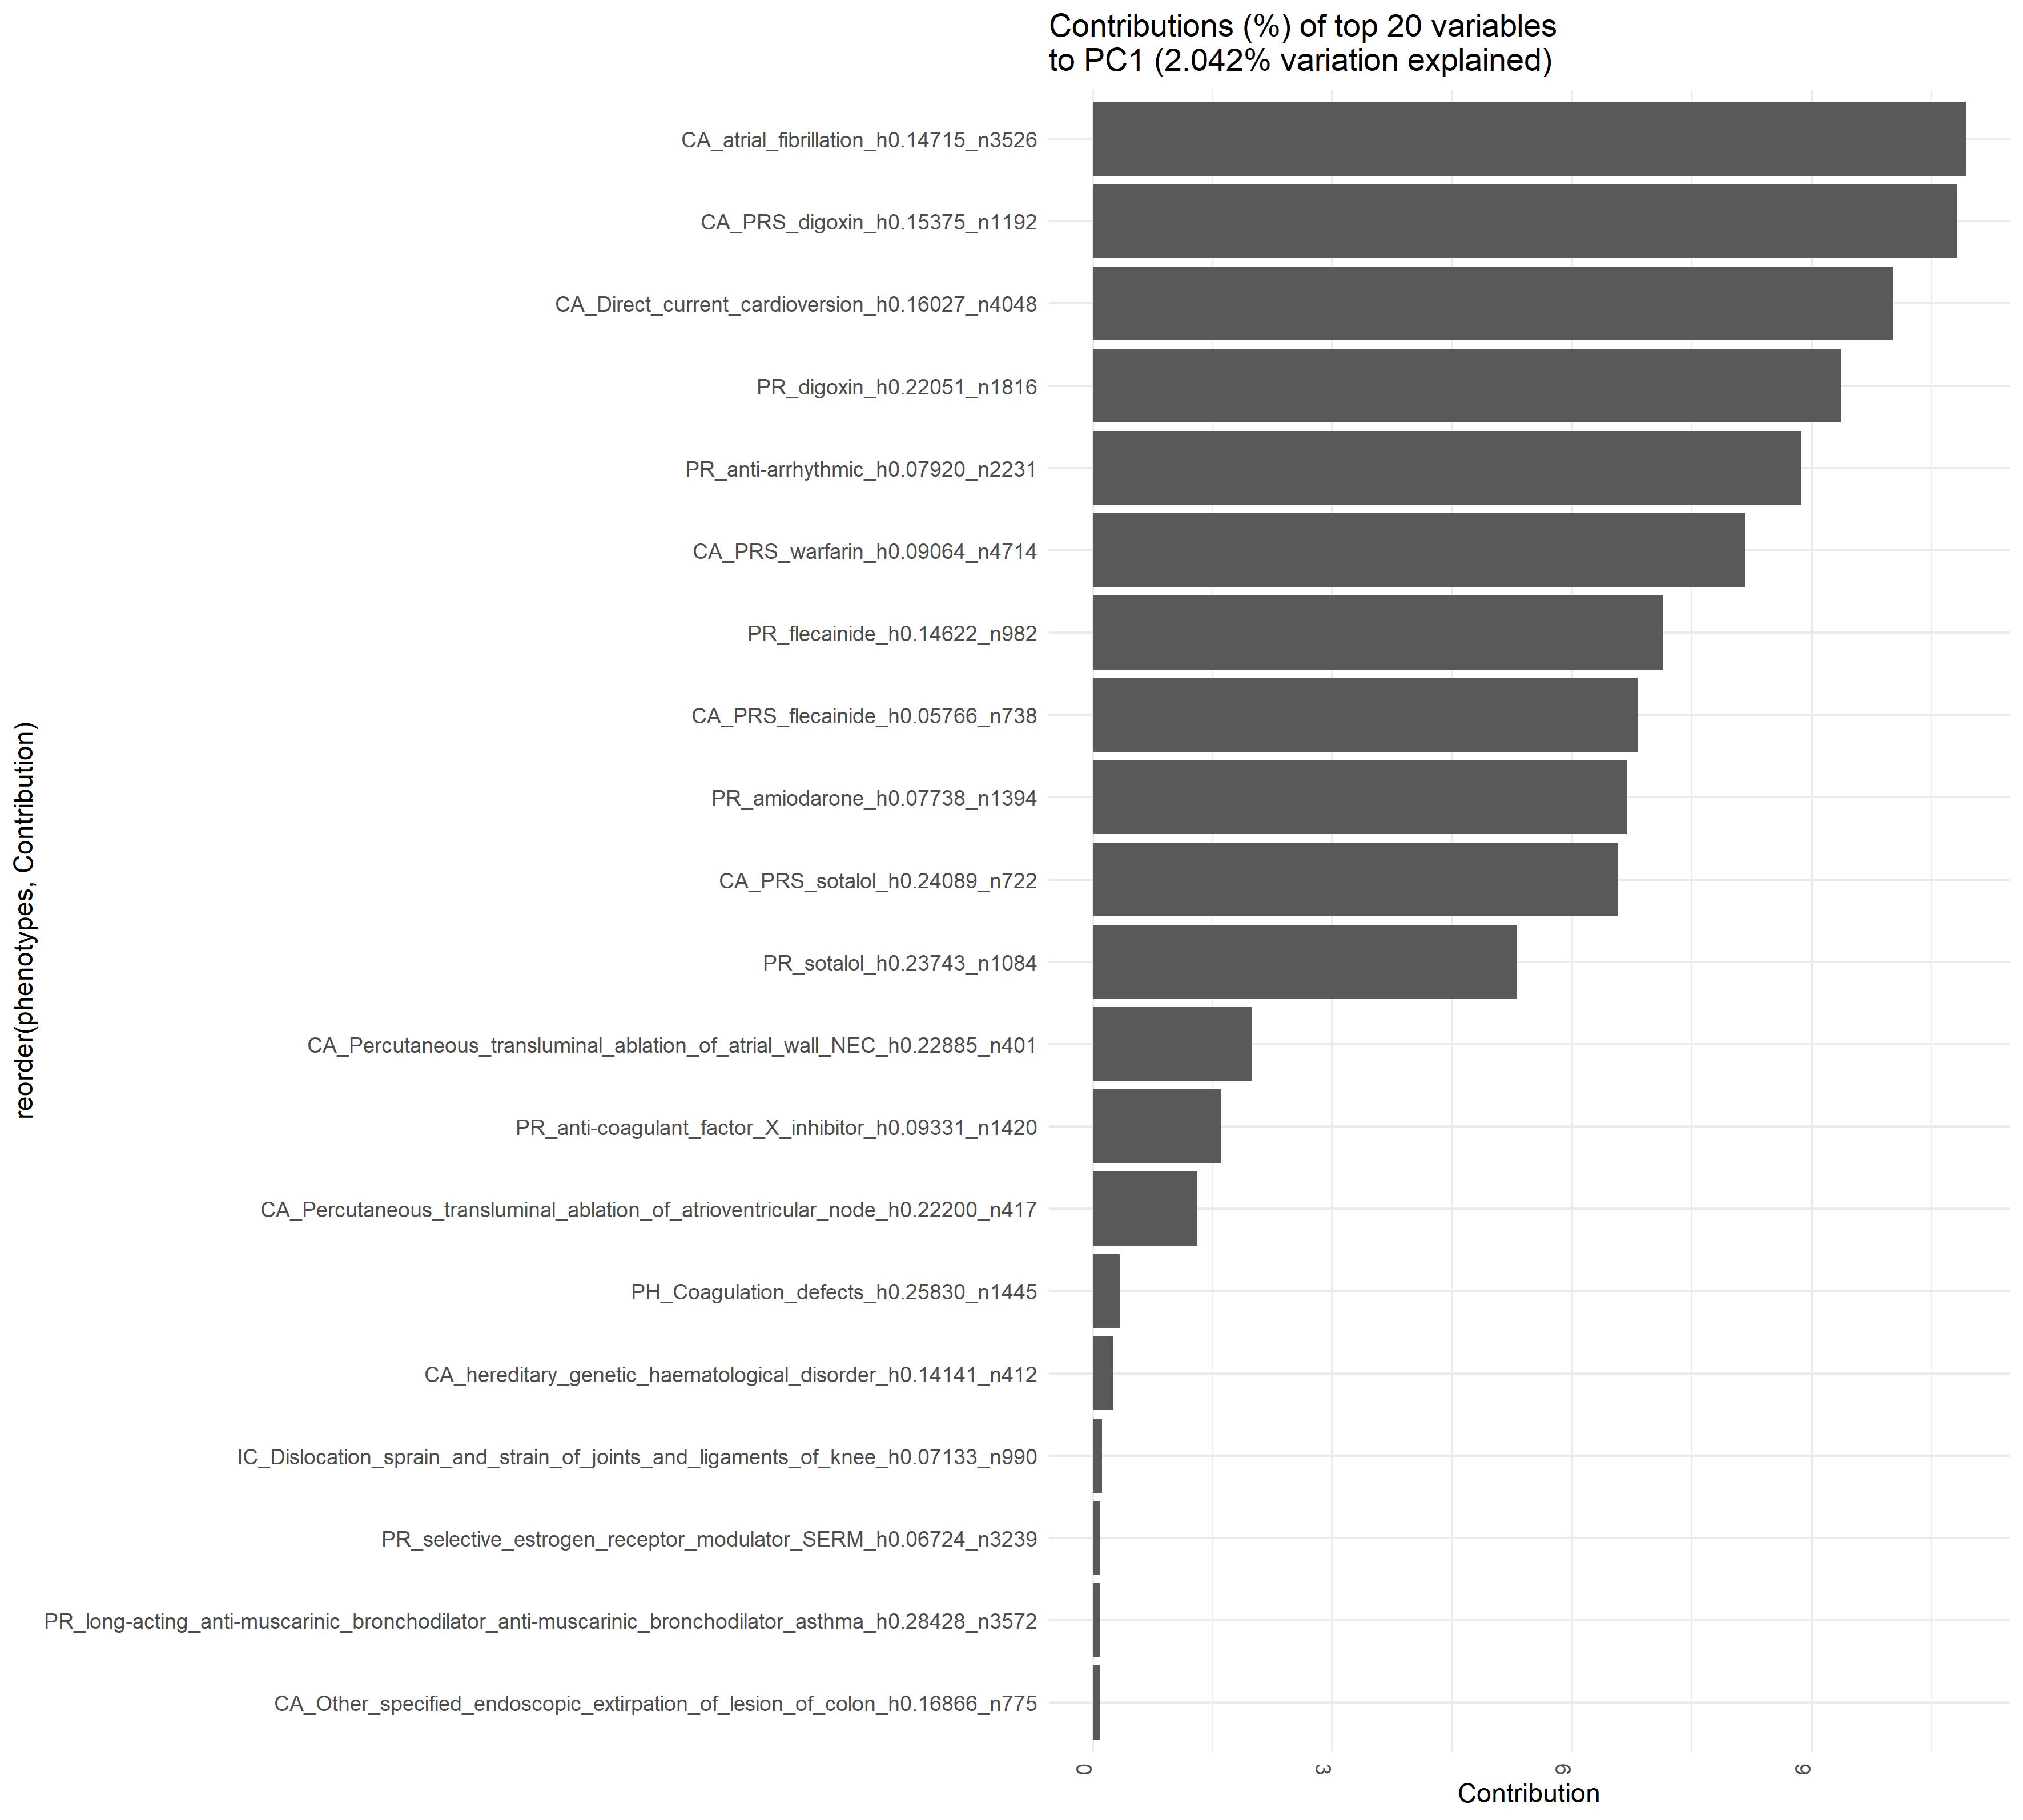 Contributions (%) of top 20 variables
to PC1 (2.042% variation explained)
CA_atrial_fibrillation_h0.14715_n3526
CA_PRS_digoxin_h0.15375_n1192
CA_Direct_current_cardioversion_h0.16027_n4048
PR_digoxin_h0.22051_n1816
PR_anti-arrhythmic_h0.07920_n2231
CA_PRS_warfarin_h0.09064_n4714
PR_flecainide_h0.14622_n982
CA_PRS_flecainide_h0.05766_n738
PR_amiodarone_h0.07738_n1394
CA_PRS_sotalol_h0.24089_n722
PR_sotalol_h0.23743_n1084
CA_Percutaneous_transluminal_ablation_of_atrial_wall_NEC_h0.22885_n401
PR_anti-coagulant_factor_X_inhibitor_h0.09331_n1420
CA_Percutaneous_transluminal_ablation_of_atrioventricular_node_h0.22200_n417
PH_Coagulation_defects_h0.25830_n1445
CA_hereditary_genetic_haematological_disorder_h0.14141_n412
IC_Dislocation_sprain_and_strain_of_joints_and_ligaments_of_knee_h0.07133_n990
PR_selective_estrogen_receptor_modulator_SERM_h0.06724_n3239
PR_long-acting_anti-muscarinic_bronchodilator_anti-muscarinic_bronchodilator_asthma_h0.28428_n3572
CA_Other_specified_endoscopic_extirpation_of_lesion_of_colon_h0.16866_n775
reorder(phenotypes, Contribution)
0
3
6
9
Contribution